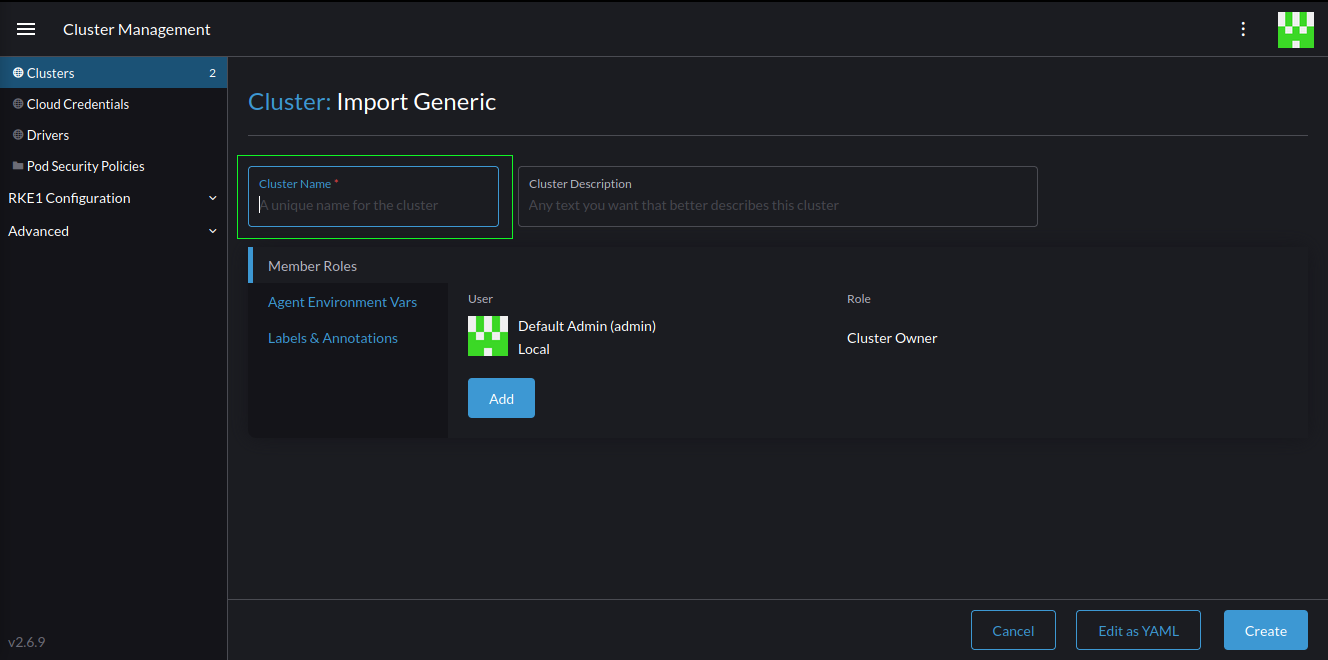 Cluster Management
Clusters 2
Cloud Credentials
Drivers
Pod Security Policies
RKE1 Configuration
Advanced
v2.6.9
Cluster: Import Generic
Cluster Name *
A unique name for the cluster
Cluster Description
Any text you want that better describes this cluster
Member Roles
Agent Environment Vars
Labels & Annotations
User Role
Default Admin (admin)
Local
Cluster Owner
Add
Cancel Edit as YAML Create